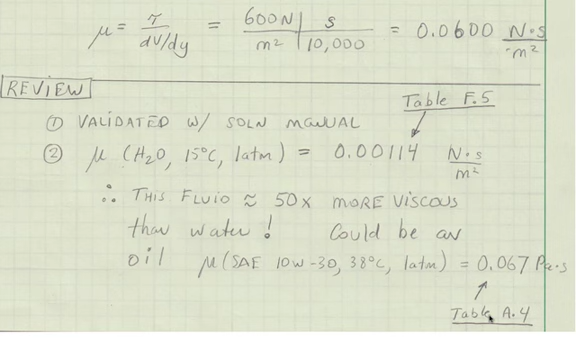 μ = τ / dV/dy = 600N | s / m² | 10,000 = 0.0600 N·s / m²
REVIEW
Table F.5
① VALIDATED W/ SOLN MANUAL
② μ (H₂O, 15°C, 1atm) = 0.00114 N·s / m²
∴ THIS FLUID ≈ 50x MORE VISCOUS
than water! Could be an
oil μ(SAE 10W-30, 38°C, 1atm) = 0.067 Pa·s
Table A.4